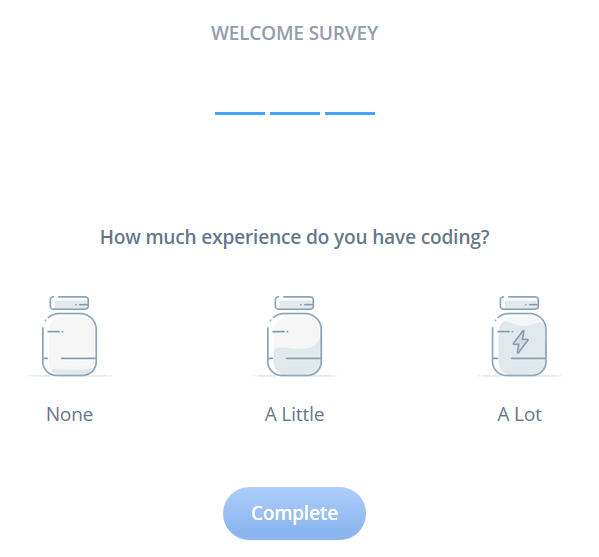 WELCOME SURVEY
How much experience do you have coding?
None
A Little
A Lot
Complete